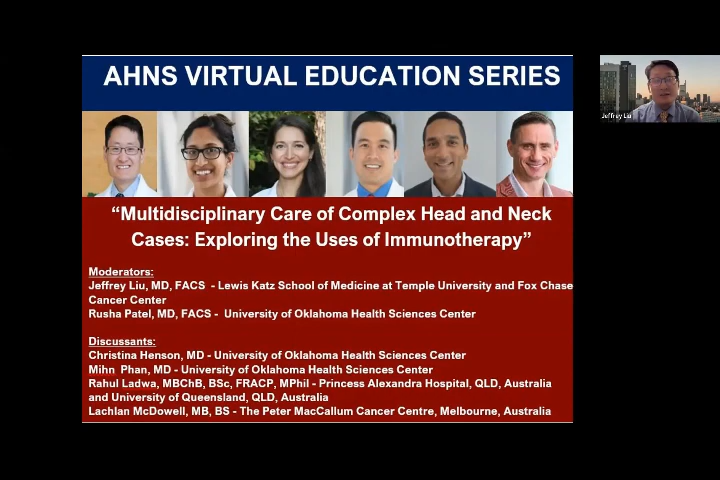 AHNS VIRTUAL EDUCATION SERIES
Jeffrey Liu
“Multidisciplinary Care of Complex Head and Neck
Cases: Exploring the Uses of Immunotherapy”
Moderators:
Jeffrey Liu, MD, FACS - Lewis Katz School of Medicine at Temple University and Fox Chase
Cancer Center
Rusha Patel, MD, FACS - University of Oklahoma Health Sciences Center
Discussants:
Christina Henson, MD - University of Oklahoma Health Sciences Center
Mihn Phan, MD - University of Oklahoma Health Sciences Center
Rahul Ladwa, MBChB, BSc, FRACP, MPhil - Princess Alexandra Hospital, QLD, Australia
and University of Queensland, QLD, Australia
Lachlan McDowell, MB, BS - The Peter MacCallum Cancer Centre, Melbourne, Australia